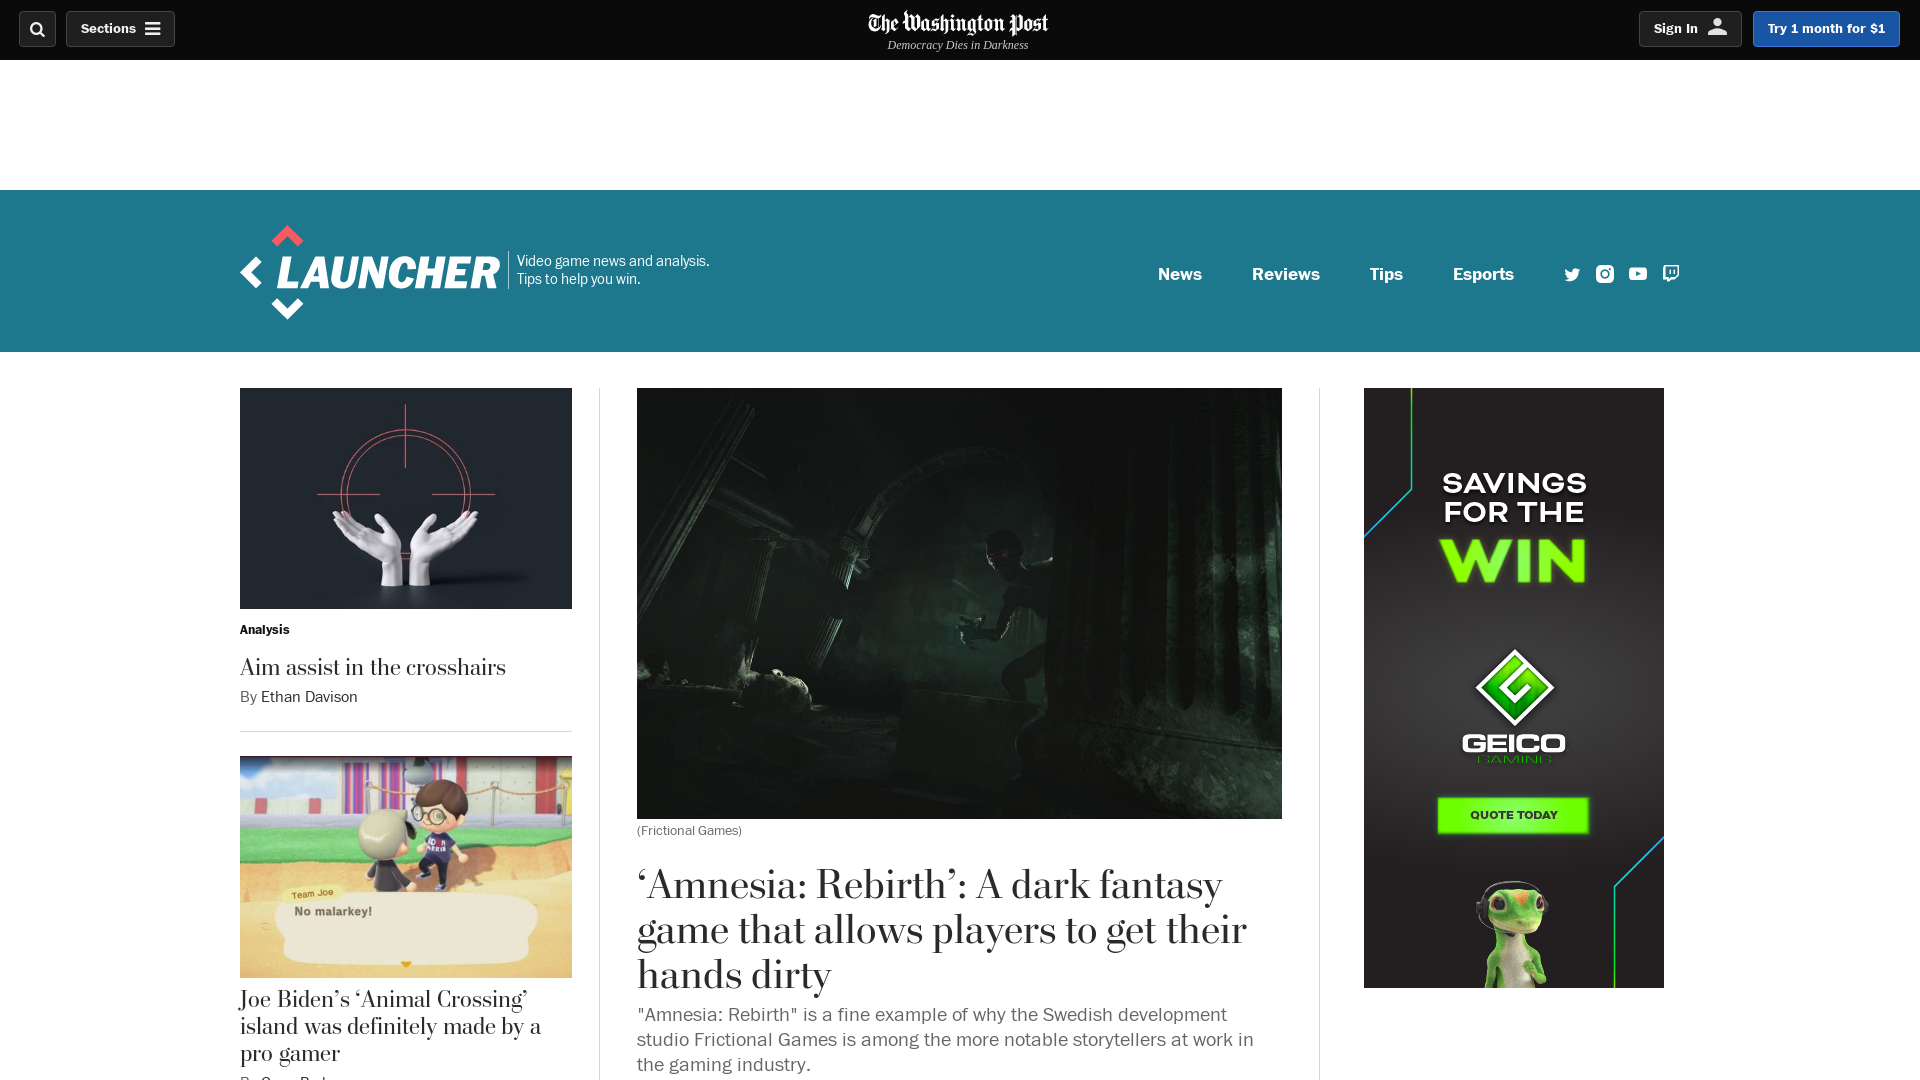 Sections
The Washington Post
Democracy Dies in Darkness
Sign In
Try 1 month for $1
LAUNCHER
Video game news and analysis.
Tips to help you win.
News
Reviews
Tips
Esports
Analysis
Aim assist in the crosshairs
By Ethan Davison
Team Joe
No malarkey!
Joe Biden’s ‘Animal Crossing’
island was definitely made by a
pro gamer
(Frictional Games)
‘Amnesia: Rebirth’: A dark fantasy
game that allows players to get their
hands dirty
"Amnesia: Rebirth" is a fine example of why the Swedish development
studio Frictional Games is among the more notable storytellers at work in
the gaming industry.
SAVINGS
FOR THE
WIN
GEICO
GAMING
QUOTE TODAY